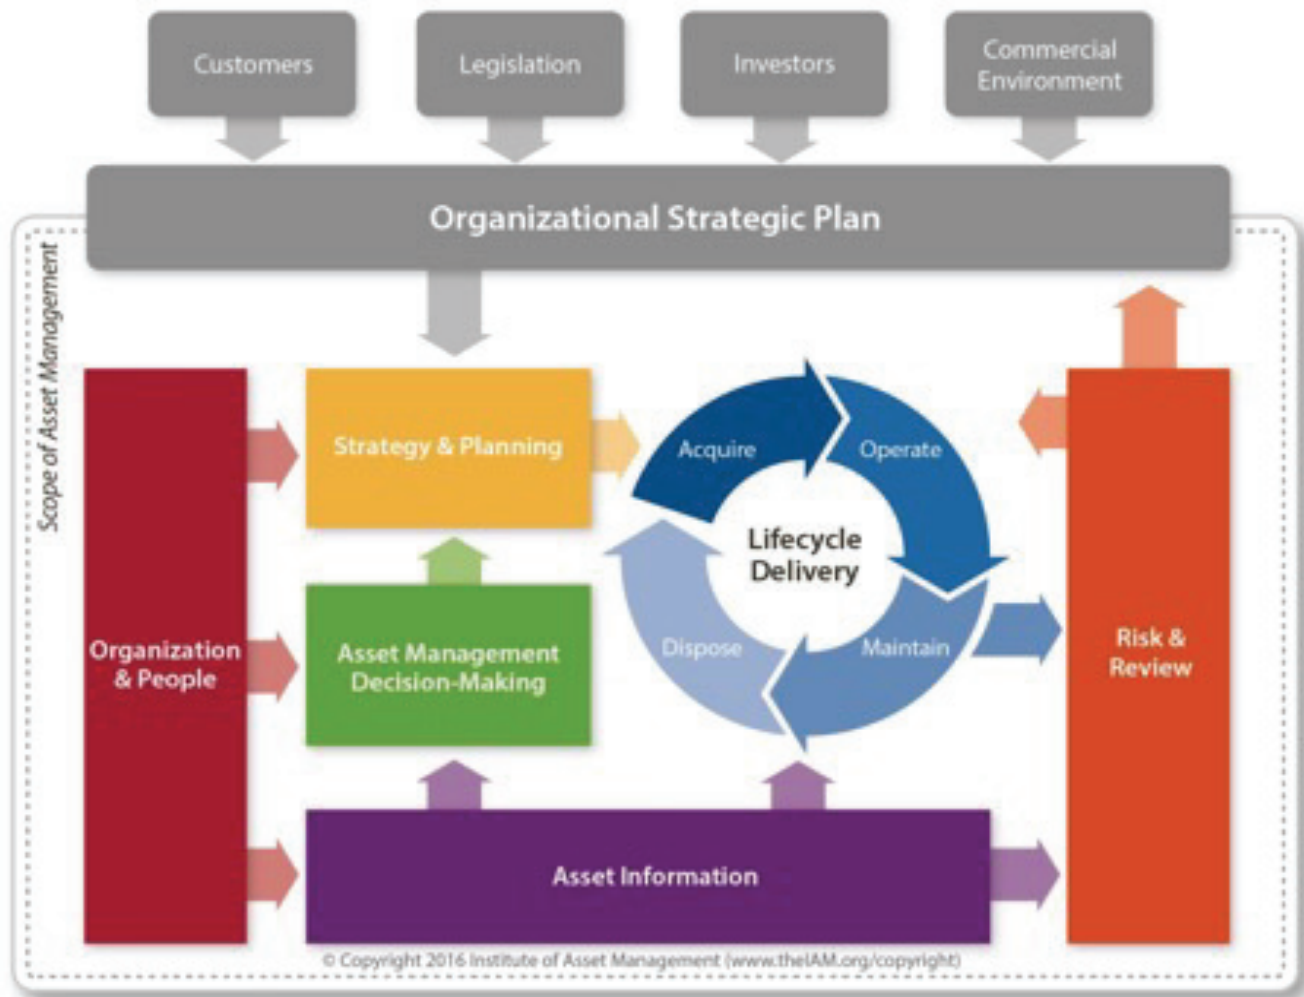 Customers
Legislation
Investors
Commercial
Environment
Organizational Strategic Plan
Scope of Asset Management
Strategy & Planning
Acquire
Operate
Lifecycle
Delivery
Organization
& People
Asset Management
Decision-Making
Dispose
Maintain
Risk &
Review
Asset Information
© Copyright 2016 Institute of Asset Management (www.theIAM.org/copyright)